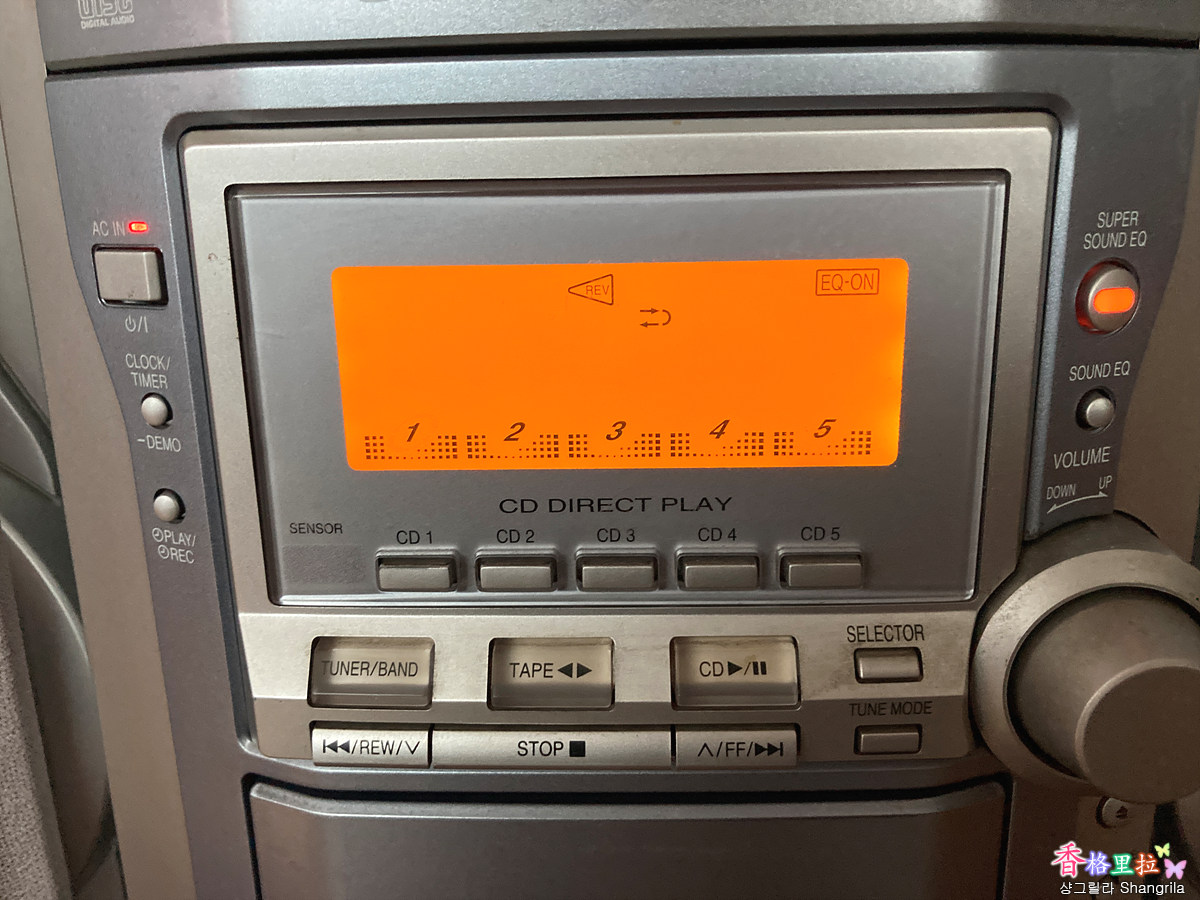 DISC
DIGITAL AUDIO
AC IN
⏻/I
CLOCK/
TIMER
−DEMO
PLAY/
REC
REV
EQ-ON
1 2 3 4 5
SUPER
SOUND EQ
SOUND EQ
VOLUME
DOWN UP
CD DIRECT PLAY
SENSOR
CD 1 CD 2 CD 3 CD 4 CD 5
TUNER/BAND
TAPE◀▶
CD▶/⏸
SELECTOR
TUNE MODE
⏮/REW/∨
STOP■
∧/FF/⏭
香格里拉
샹그릴라 Shangrila